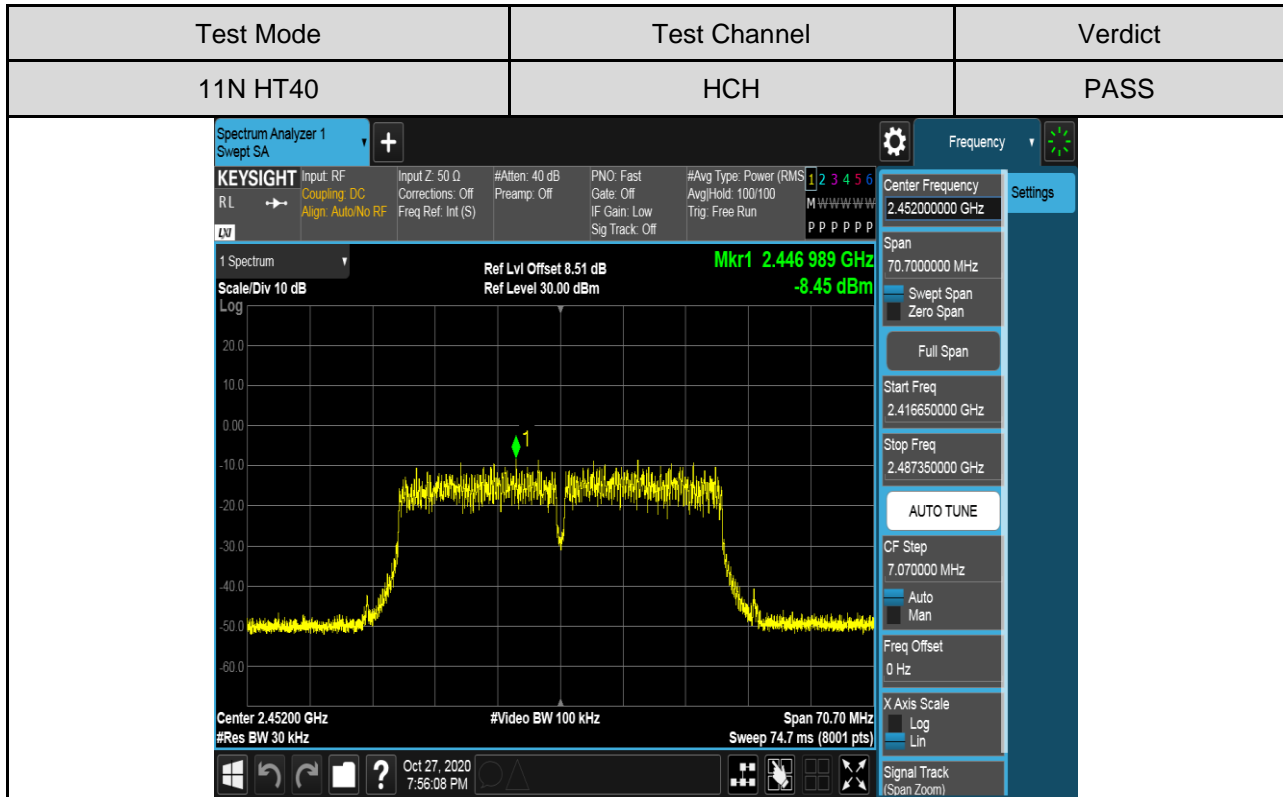 Test Mode Test Channel Verdict
11N HT40 HCH PASS
Spectrum Analyzer 1
Swept SA
+
Frequency
KEYSIGHT
RL
LXI
Input: RF
Coupling: DC
Align: Auto/No RF
Input Z: 50 Ω
Corrections: Off
Freq Ref: Int (S)
#Atten: 40 dB
Preamp: Off
PNO: Fast
Gate: Off
IF Gain: Low
Sig Track: Off
#Avg Type: Power (RMS
Avg|Hold: 100/100
Trig: Free Run
1 2 3 4 5 6
M W W W W W
P P P P P P
1 Spectrum
Scale/Div 10 dB
Ref Lvl Offset 8.51 dB
Ref Level 30.00 dBm
Mkr1 2.446 989 GHz
-8.45 dBm
Log
20.0
10.0
0.00
-10.0
-20.0
-30.0
-40.0
-50.0
-60.0
1
Center 2.45200 GHz
#Res BW 30 kHz
#Video BW 100 kHz
Span 70.70 MHz
Sweep 74.7 ms (8001 pts)
?
Oct 27, 2020
7:56:08 PM
Center Frequency
2.452000000 GHz
Settings
Span
70.7000000 MHz
Swept Span
Zero Span
Full Span
Start Freq
2.416650000 GHz
Stop Freq
2.487350000 GHz
AUTO TUNE
CF Step
7.070000 MHz
Auto
Man
Freq Offset
0 Hz
X Axis Scale
Log
Lin
Signal Track
(Span Zoom)